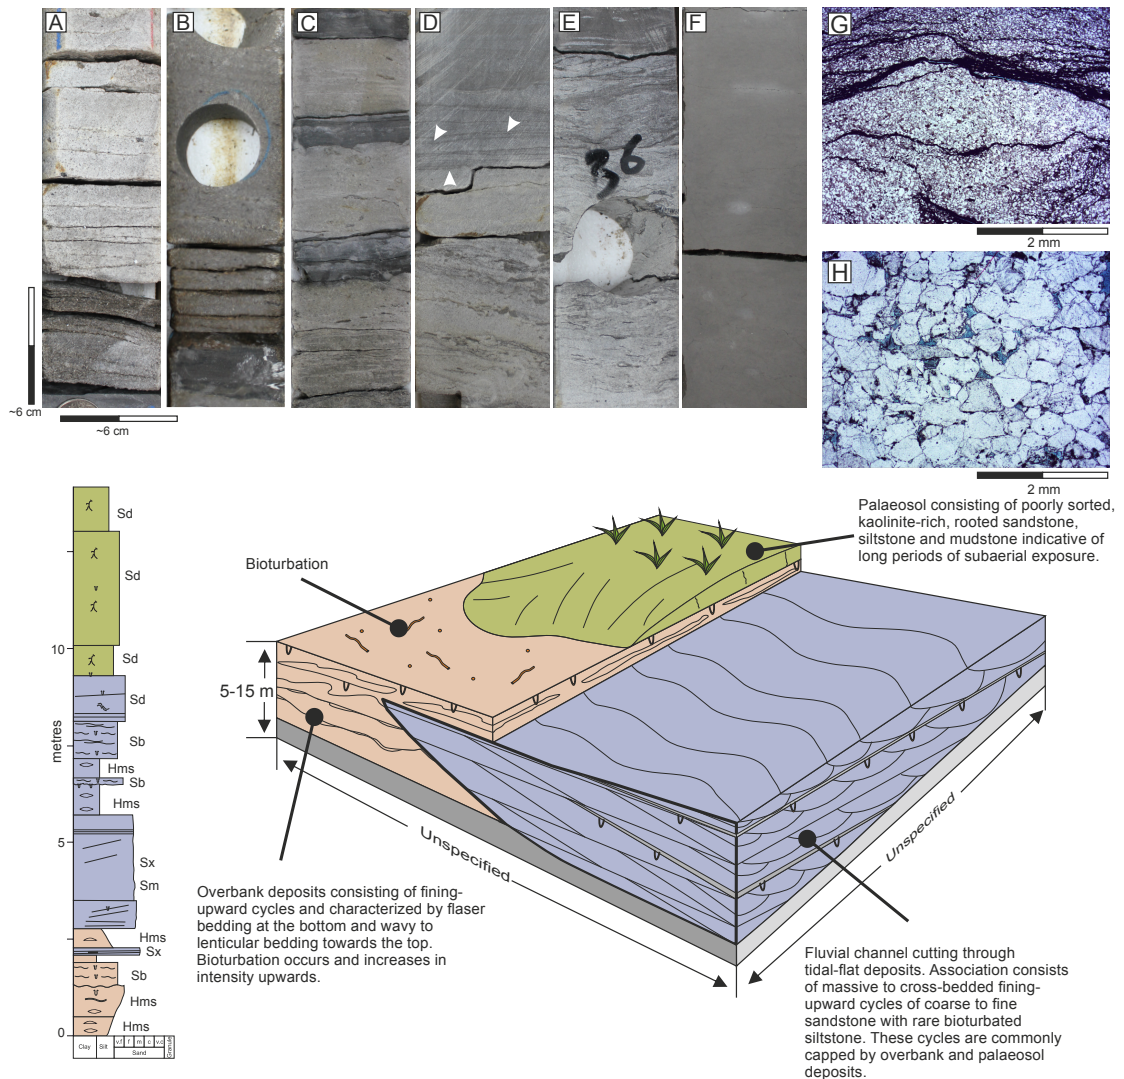 A
B
C
D
E
F
G
H
36
~6 cm
~6 cm
2 mm
2 mm
Palaeosol consisting of poorly sorted,
kaolinite-rich, rooted sandstone,
siltstone and mudstone indicative of
long periods of subaerial exposure.
Bioturbation
5-15 m
Unspecified
Unspecified
Overbank deposits consisting of fining-
upward cycles and characterized by flaser
bedding at the bottom and wavy to
lenticular bedding towards the top.
Bioturbation occurs and increases in
intensity upwards.
Fluvial channel cutting through
tidal-flat deposits. Association consists
of massive to cross-bedded fining-
upward cycles of coarse to fine
sandstone with rare bioturbated
siltstone. These cycles are commonly
capped by overbank and palaeosol
deposits.
Sd
Sd
10
Sd
Sd
metres
Sb
Hms
Sb
Hms
5
Sx
Sm
Hms
Sx
Sb
Hms
0
Hms
Clay Silt v.f f m c v.c Granule
Sand